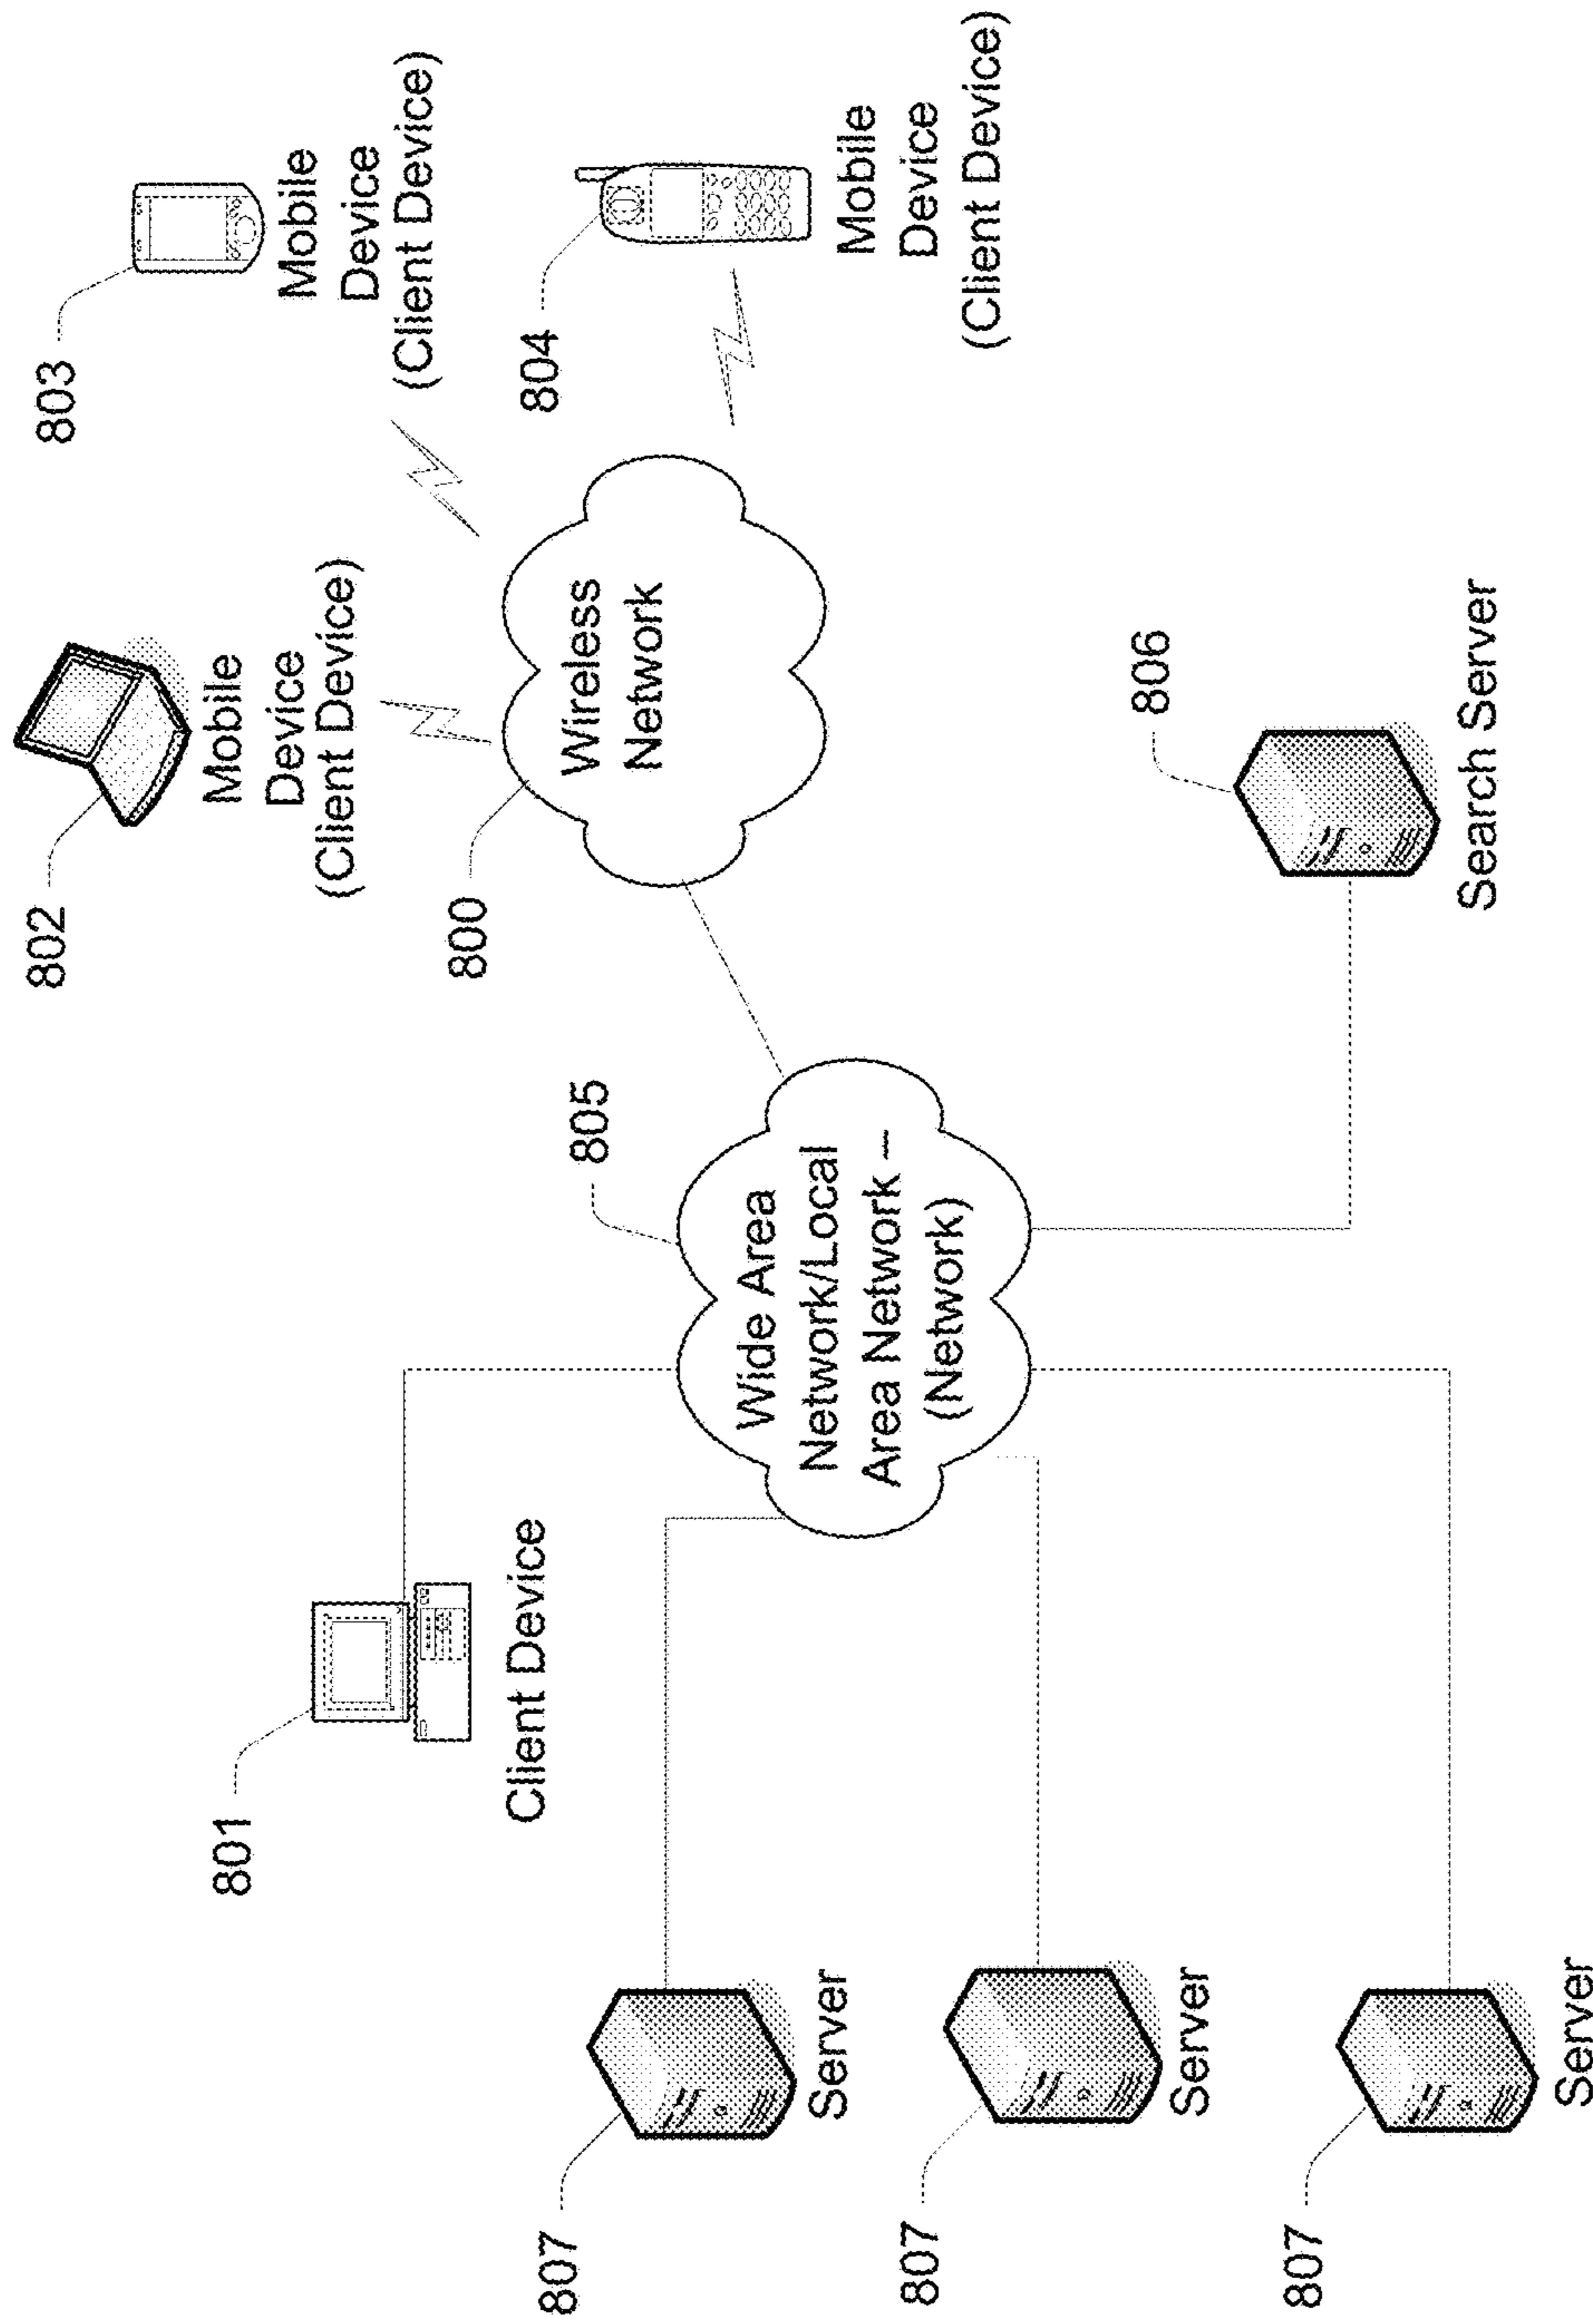 802
Mobile
Device
(Client Device)
803
Mobile
Device
(Client Device)
801
Client Device
800
Wireless
Network
804
Mobile
Device
(Client Device)
805
Wide Area
Network/Local
Area Network –
(Network)
807
Server
807
Server
807
Server
806
Search Server